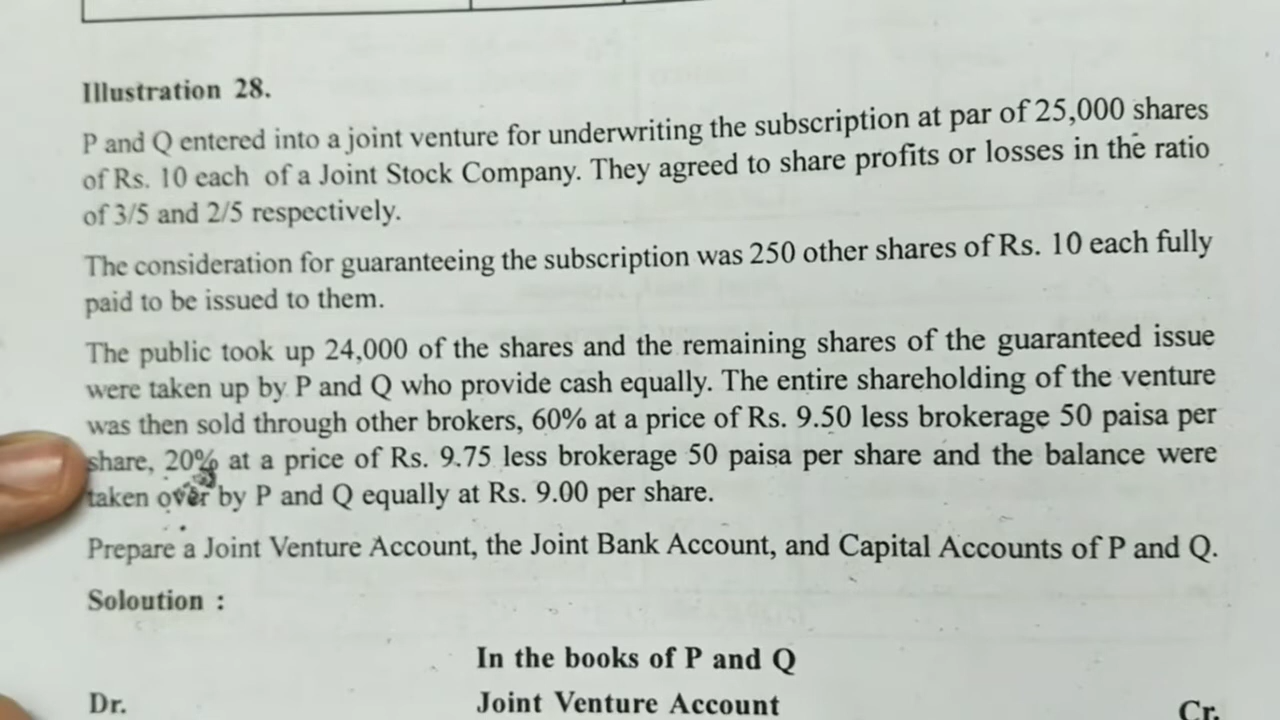 Illustration 28.
P and Q entered into a joint venture for underwriting the subscription at par of 25,000 shares
of Rs. 10 each of a Joint Stock Company. They agreed to share profits or losses in the ratio
of 3/5 and 2/5 respectively.
The consideration for guaranteeing the subscription was 250 other shares of Rs. 10 each fully
paid to be issued to them.
The public took up 24,000 of the shares and the remaining shares of the guaranteed issue
were taken up by P and Q who provide cash equally. The entire shareholding of the venture
was then sold through other brokers, 60% at a price of Rs. 9.50 less brokerage 50 paisa per
share, 20% at a price of Rs. 9.75 less brokerage 50 paisa per share and the balance were
taken over by P and Q equally at Rs. 9.00 per share.
Prepare a Joint Venture Account, the Joint Bank Account, and Capital Accounts of P and Q.
Soloution :
In the books of P and Q
Dr. Joint Venture Account Cr.